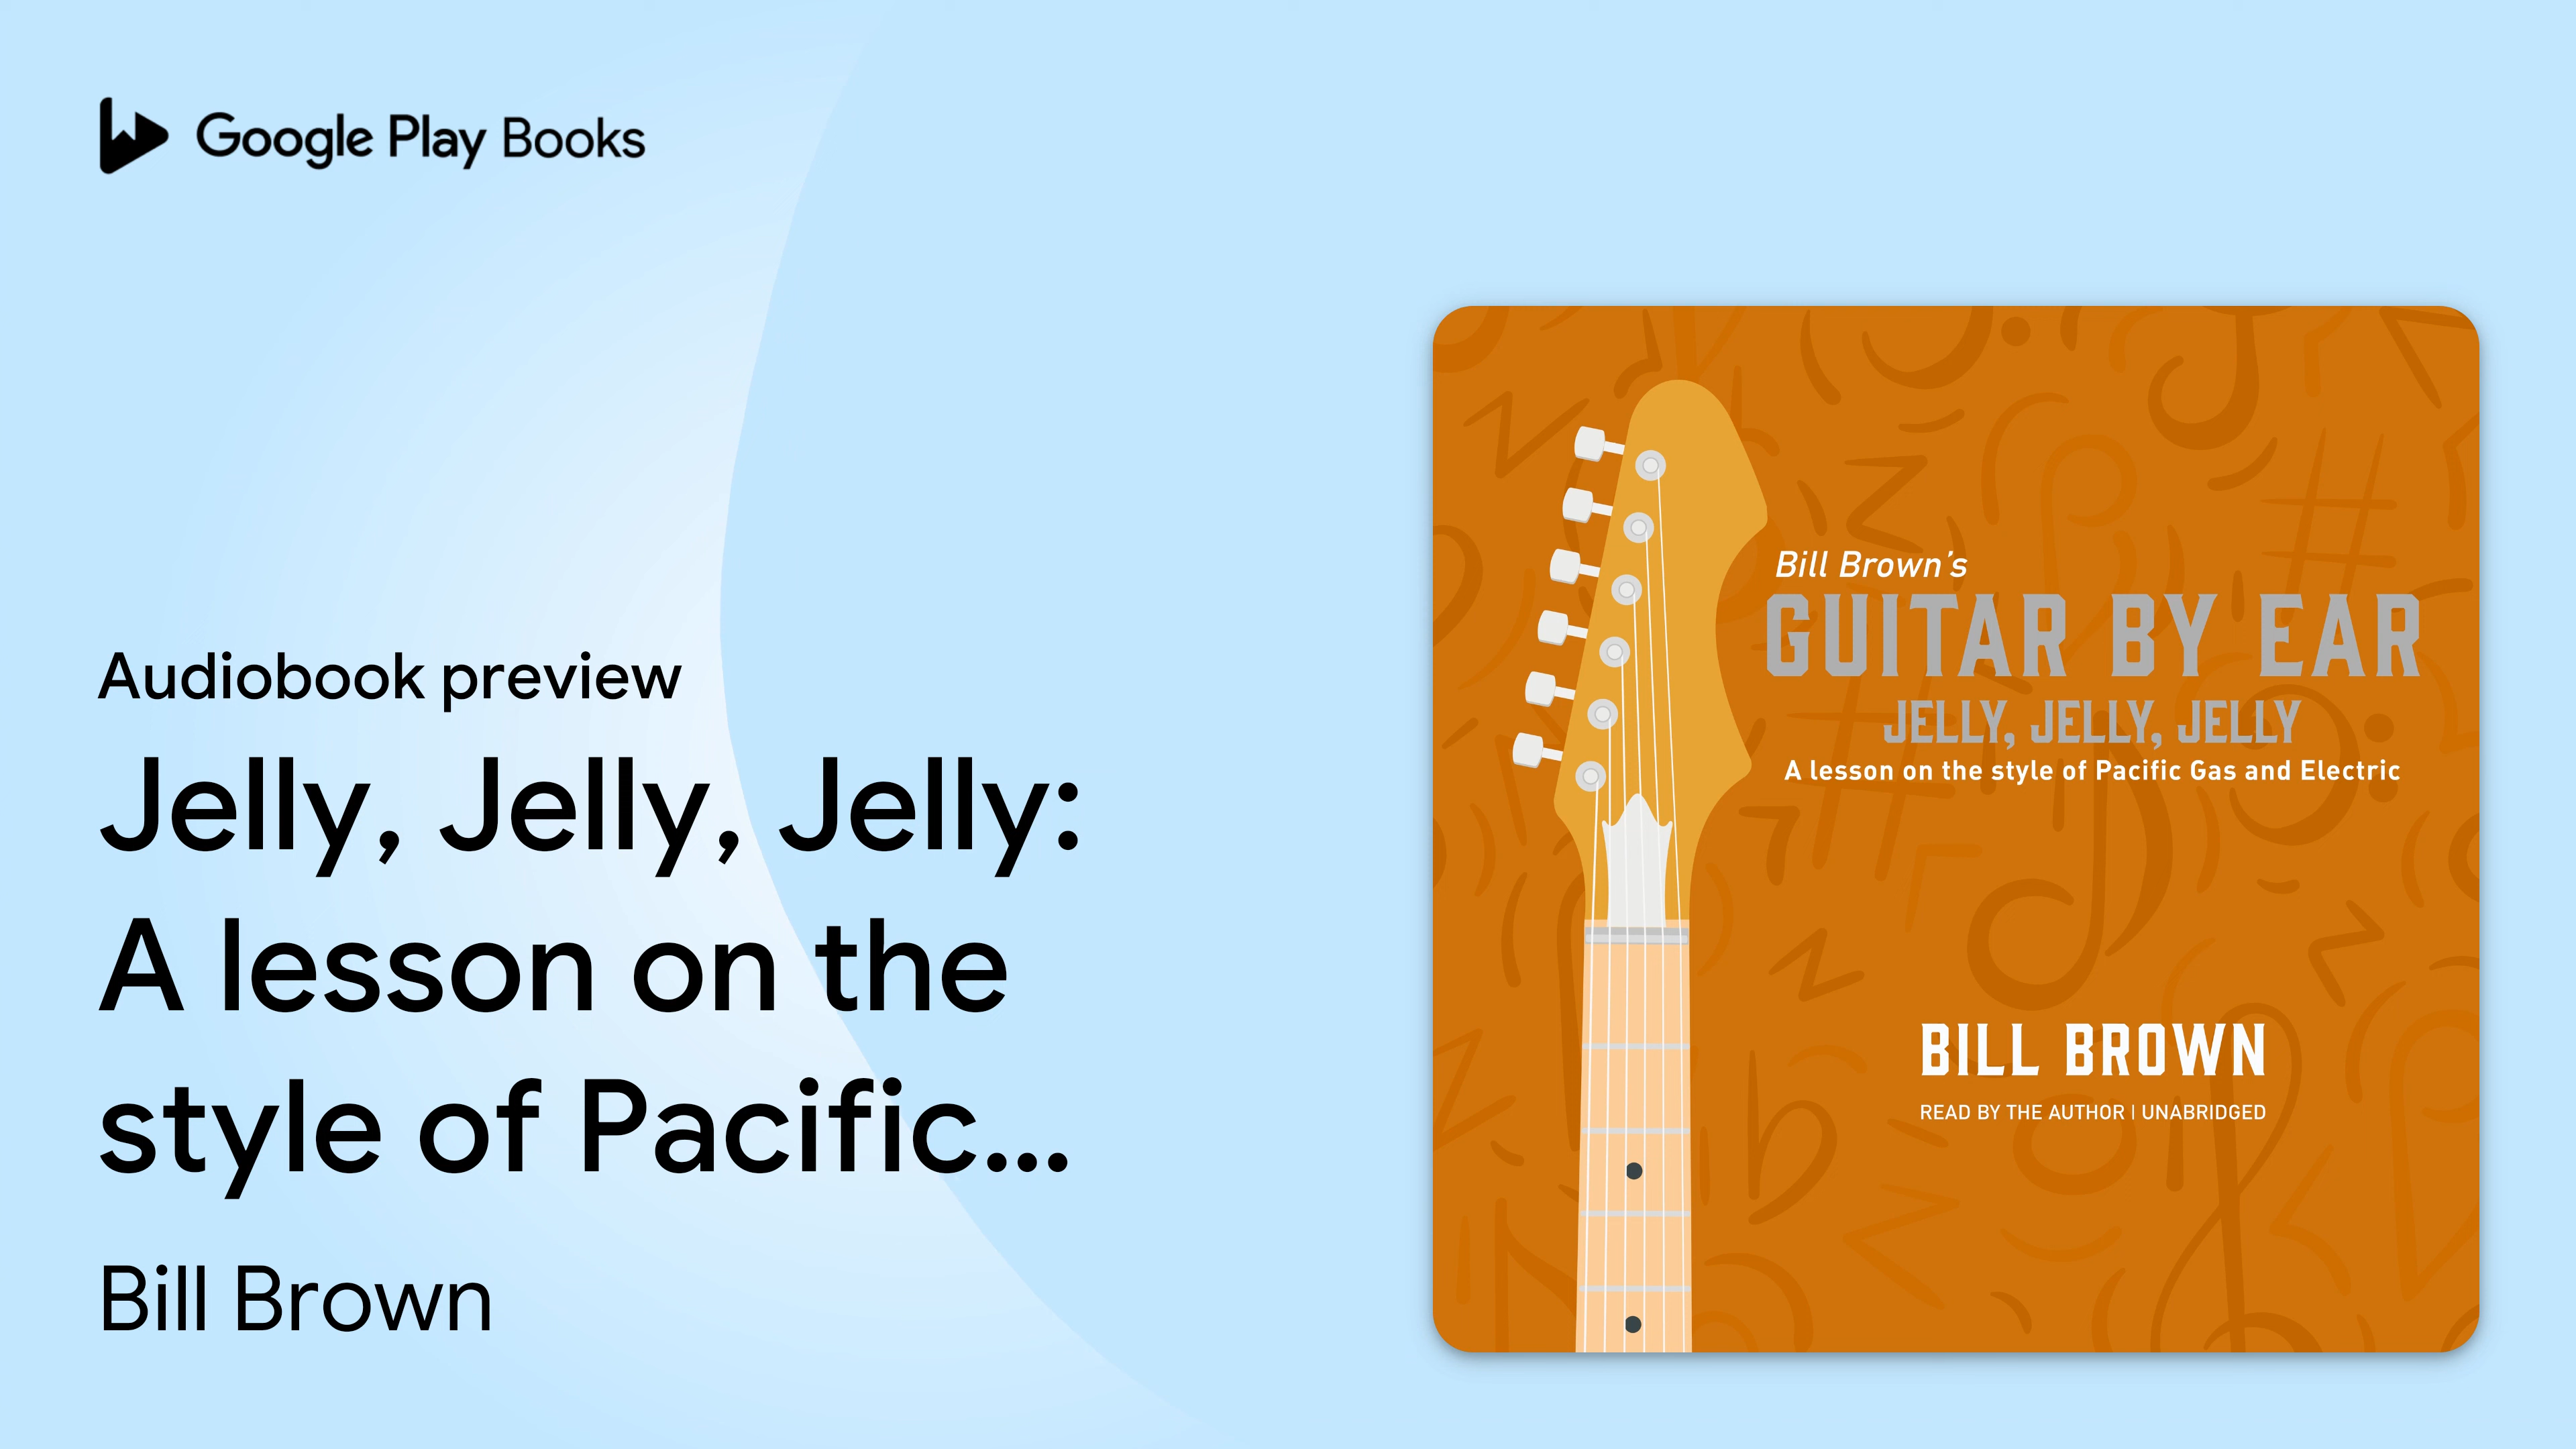 Google Play Books
Audiobook preview
Jelly, Jelly, Jelly:
A lesson on the
style of Pacific...
Bill Brown
Bill Brown's
GUITAR BY EAR
JELLY, JELLY, JELLY
A lesson on the style of Pacific Gas and Electric
BILL BROWN
READ BY THE AUTHOR | UNABRIDGED